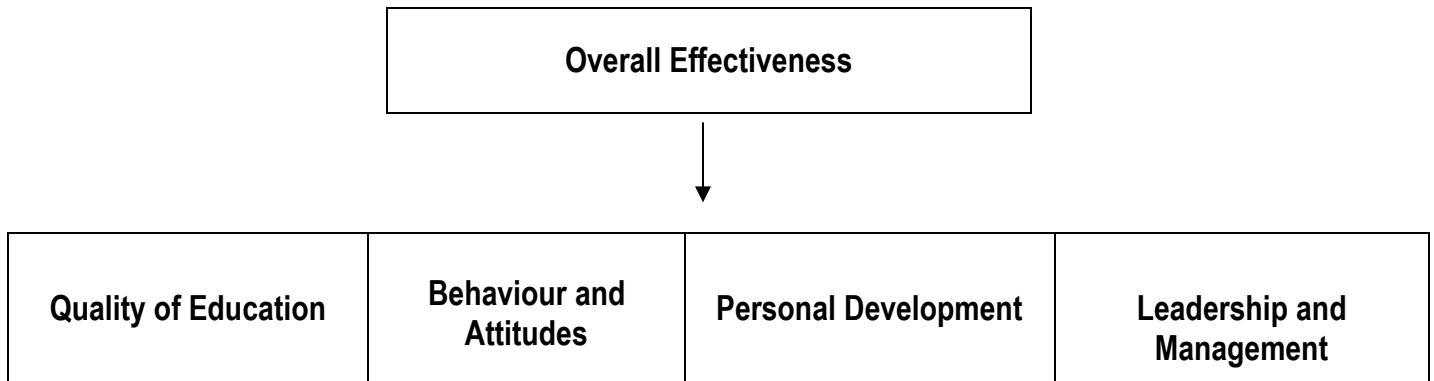 Overall Effectiveness
Quality of Education
Behaviour and
Attitudes
Personal Development
Leadership and
Management